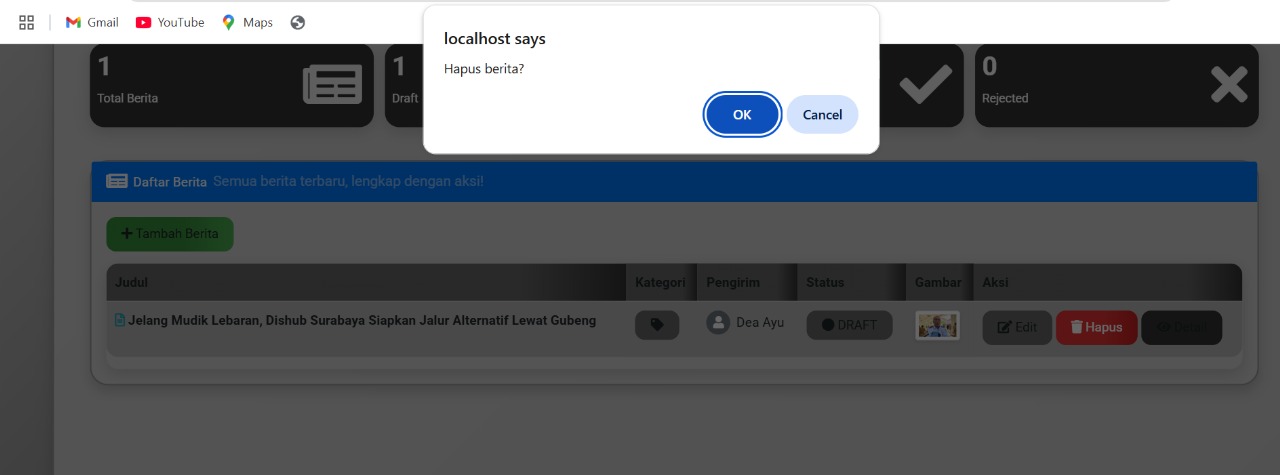 Gmail
YouTube
Maps
localhost says
Hapus berita?
OK
Cancel
1
Total Berita
1
Draft
0
Rejected
Daftar Berita Semua berita terbaru, lengkap dengan aksi!
Tambah Berita
Judul Kategori Pengirim Status Gambar Aksi
Jelang Mudik Lebaran, Dishub Surabaya Siapkan Jalur Alternatif Lewat Gubeng Dea Ayu DRAFT Edit Hapus Detail